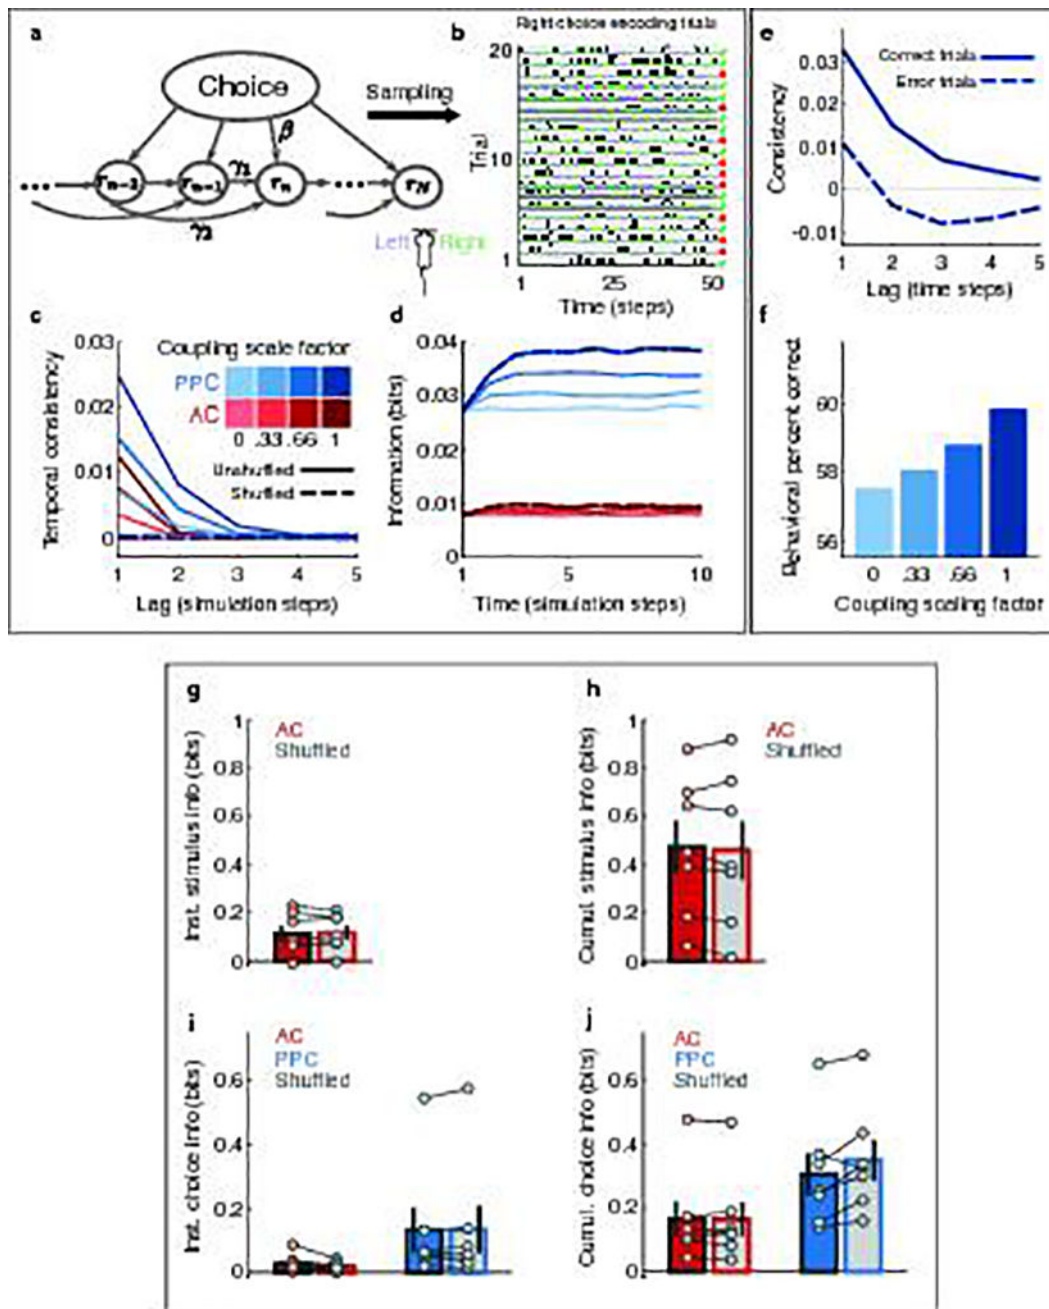 a
Choice
β
γ1
rn-2
rn-1
rn
rN
γ2
Sampling
Left
Right
b
Right choice encoding trials
Trial
20
10
1
1 25 50
Time (steps)
c
Temporal consistency
0.03
0.02
0.01
0
Coupling scale factor
PPC
AC
0 .33 .66 1
Unshuffled
Shuffled
1 2 3 4 5
Lag (simulation steps)
d
Information (bits)
0.04
0.03
0.02
0.01
0
1 5 10
Time (simulation steps)
e
Consistency
Correct trials
Error trials
0.03
0.02
0.01
0
-0.01
1 2 3 4 5
Lag (time steps)
f
Behavioral percent correct
60
58
56
0 .33 .66 1
Coupling scaling factor
g
Inst. stimulus info (bits)
AC
Shuffled
1
0.8
0.6
0.4
0.2
0
h
Cumul. stimulus info (bits)
AC
Shuffled
1
0.8
0.6
0.4
0.2
0
i
Inst. choice info (bits)
AC
PPC
Shuffled
0.6
0.4
0.2
0
j
Cumul. choice info (bits)
AC
PPC
Shuffled
0.6
0.4
0.2
0